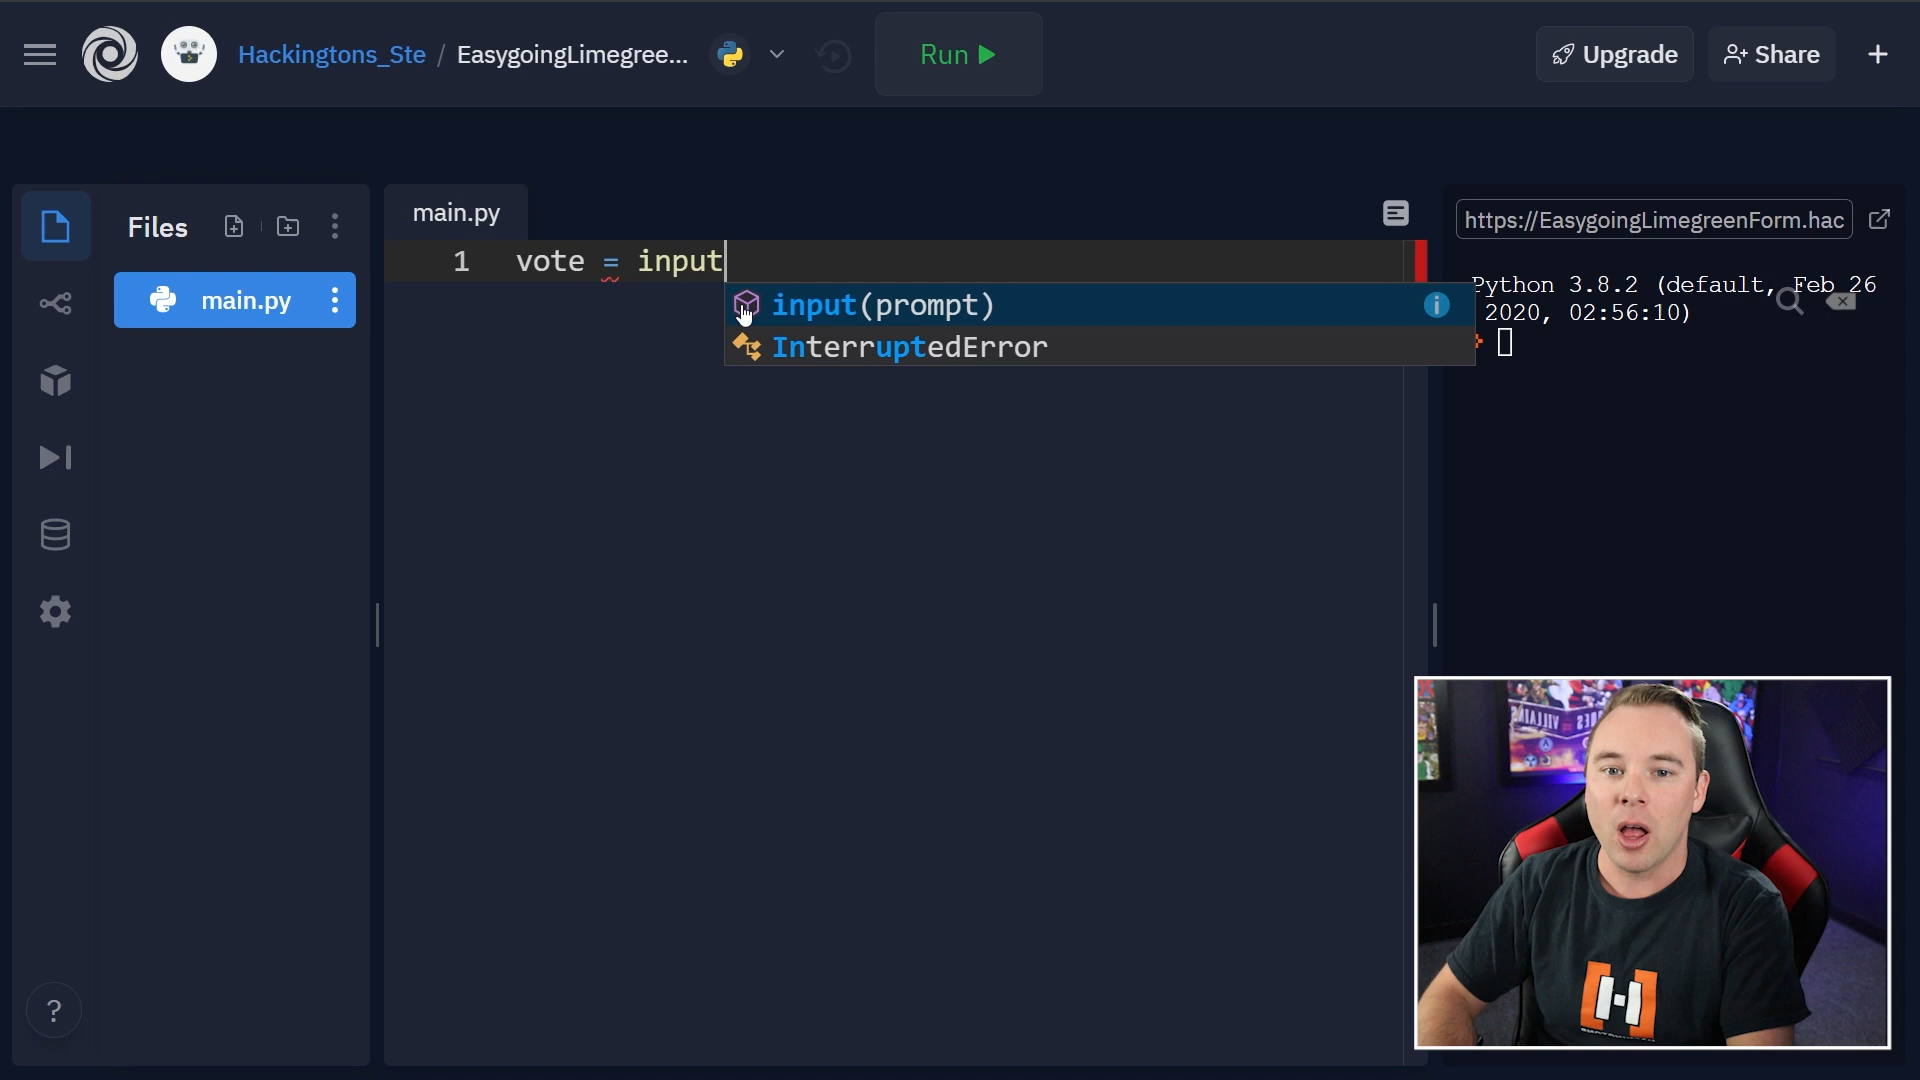 Hackingtons_Ste / EasygoingLimegree...
Run
Upgrade
Share
Files
main.py
main.py
https://EasygoingLimegreenForm.hac
1 vote = input
input(prompt)
InterruptedError
Python 3.8.2 (default, Feb 26
2020, 02:56:10)
?